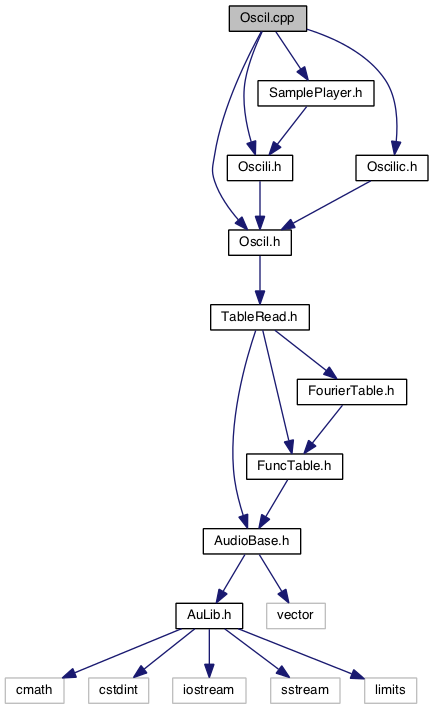 Oscil.cpp
SamplePlayer.h
Oscili.h
Oscilic.h
Oscil.h
TableRead.h
FourierTable.h
FuncTable.h
AudioBase.h
AuLib.h
vector
cmath
cstdint
iostream
sstream
limits